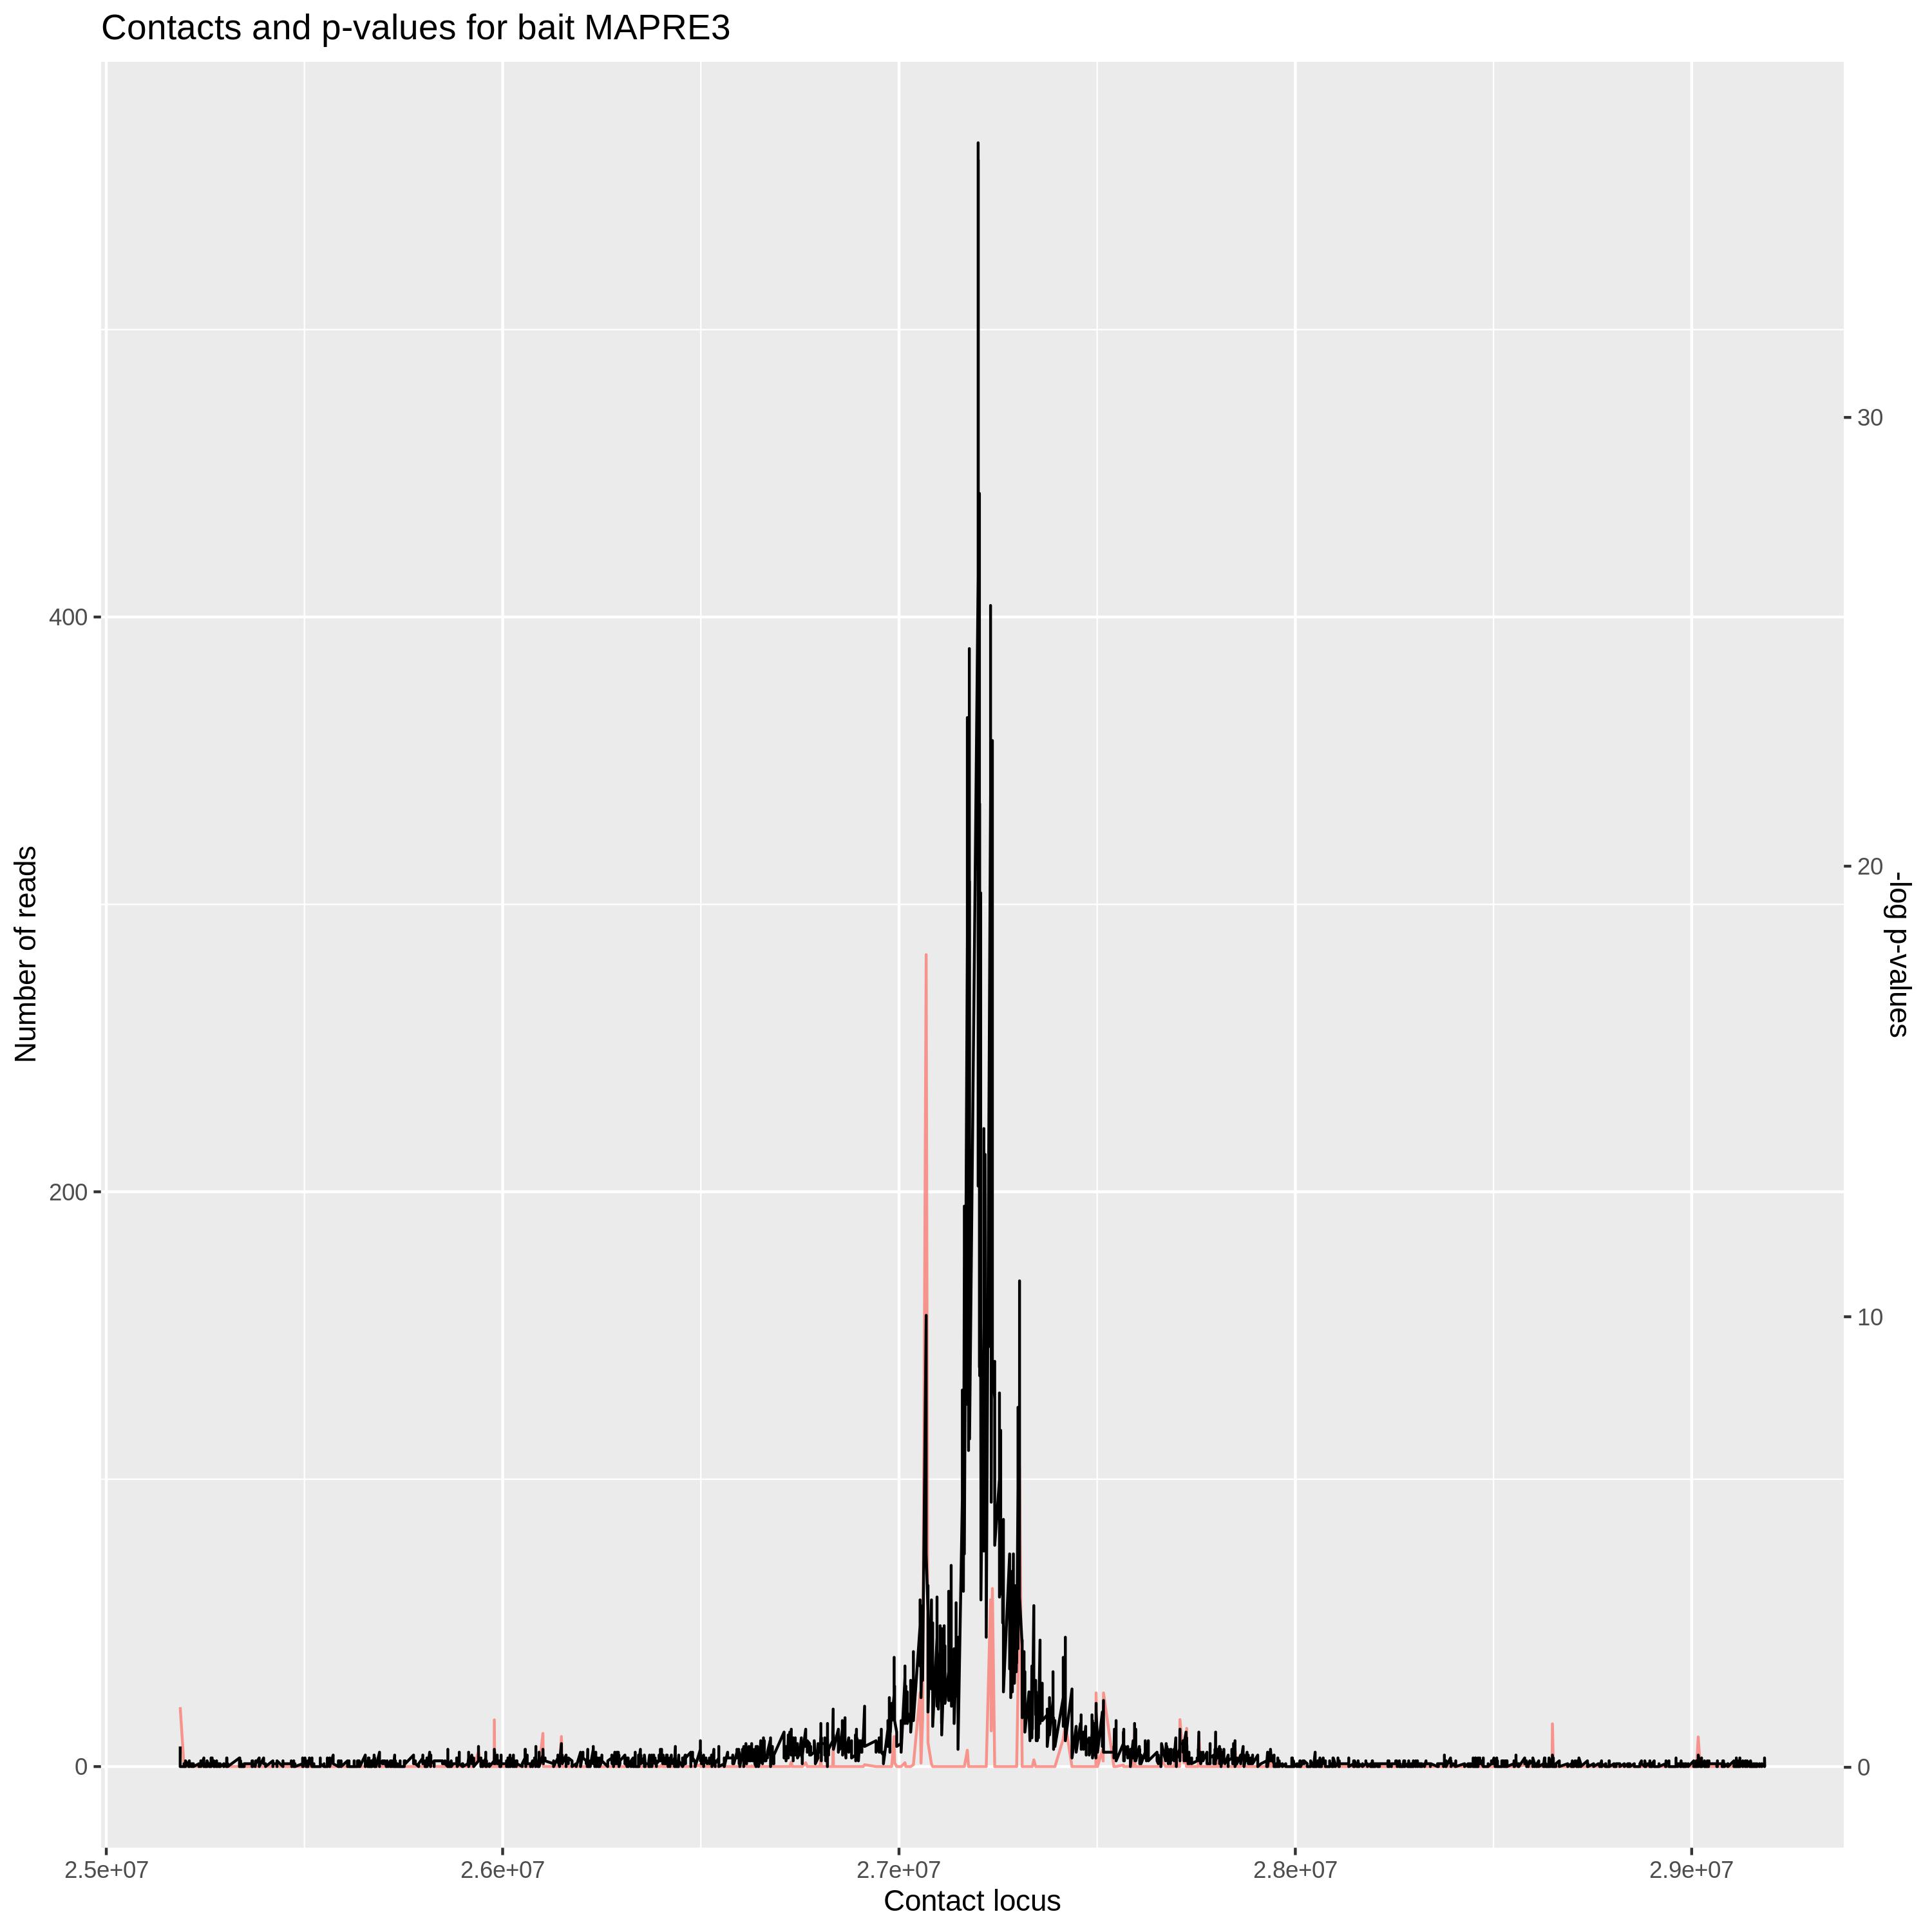 Contacts and p-values for bait MAPRE3
Number of reads
400
200
0
30
20
10
0
-log p-values
2.5e+07
2.6e+07
2.7e+07
2.8e+07
2.9e+07
Contact locus